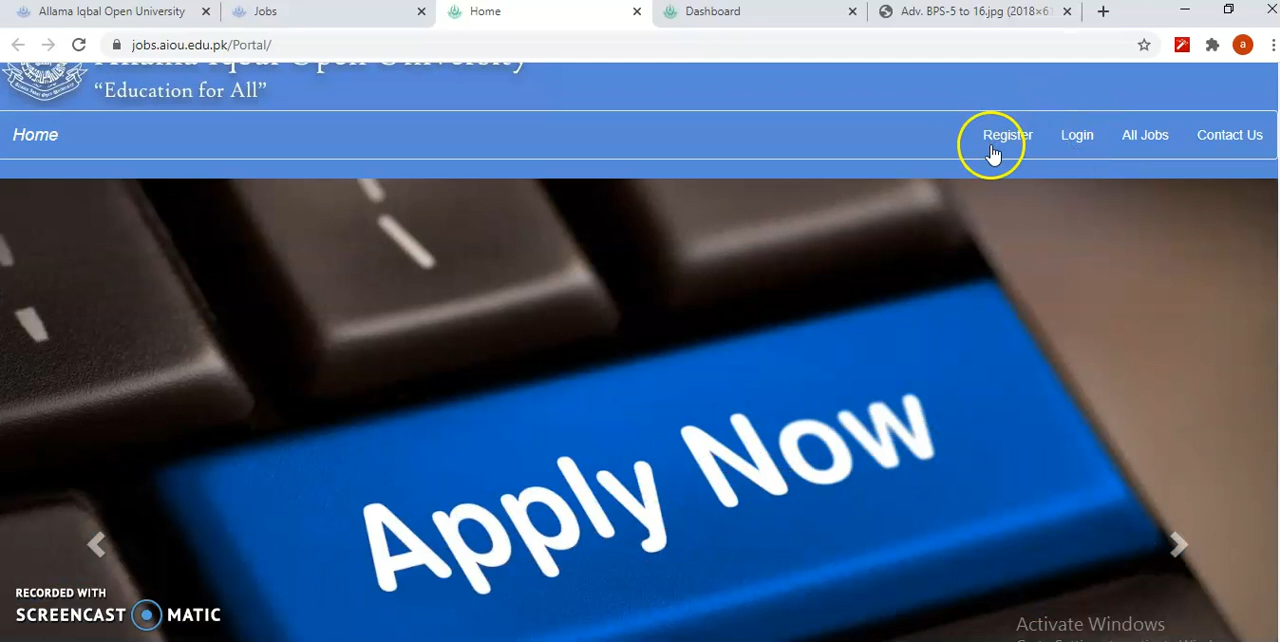 Allama Iqbal Open University
Jobs
Home
Dashboard
Adv. BPS-5 to 16.jpg (2018×61
jobs.aiou.edu.pk/Portal/
a
Allama Iqbal Open University
“Education for All”
Home
Register
Login
All Jobs
Contact Us
Apply Now
RECORDED WITH
SCREENCAST MATIC
Activate Windows